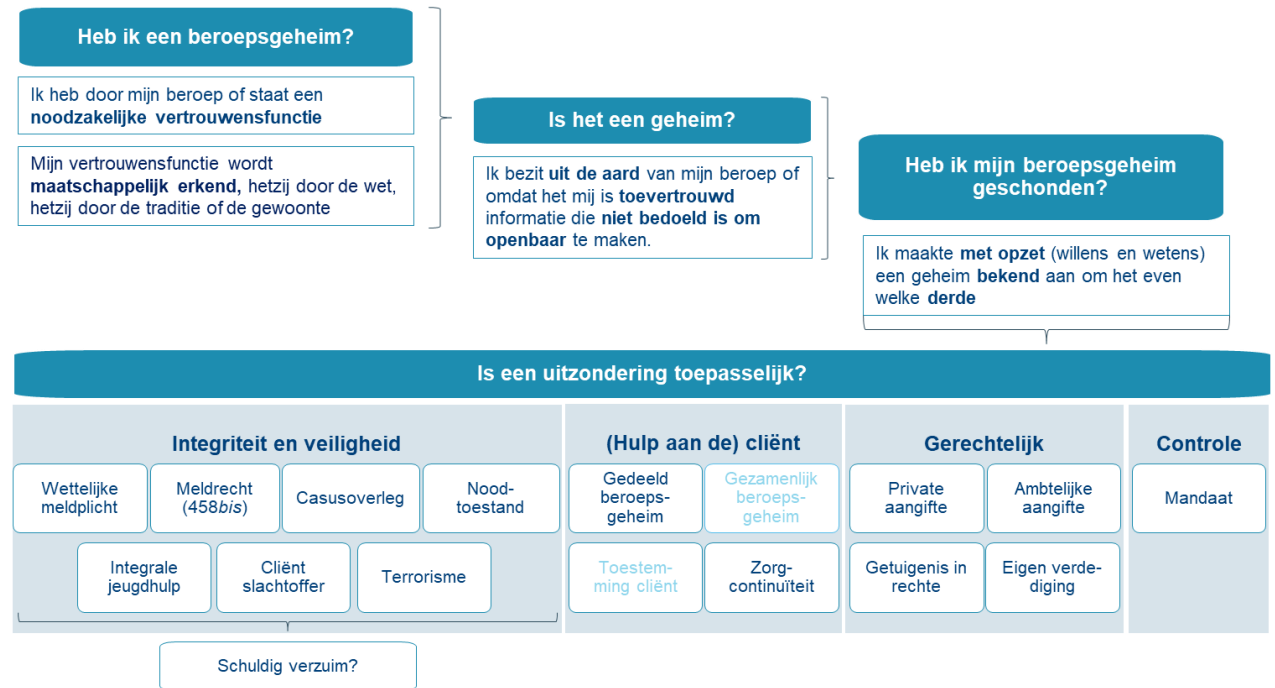 Heb ik een beroepsgeheim?
Ik heb door mijn beroep of staat een
noodzakelijke vertrouwensfunctie
Mijn vertrouwensfunctie wordt
maatschappelijk erkend, hetzij door de wet,
hetzij door de traditie of de gewoonte
Is het een geheim?
Ik bezit uit de aard van mijn beroep of
omdat het mij is toevertrouwd
informatie die niet bedoeld is om
openbaar te maken.
Heb ik mijn beroepsgeheim
geschonden?
Ik maakte met opzet (willens en wetens)
een geheim bekend aan om het even
welke derde
Is een uitzondering toepasselijk?
Integriteit en veiligheid
Wettelijke
meldplicht
Meldrecht
(458bis)
Casusoverleg
Nood-
toestand
Integrale
jeugdhulp
Cliënt
slachtoffer
Terrorisme
Schuldig verzuim?
(Hulp aan de) cliënt
Gedeeld
beroeps-
geheim
Gezamenlijk
beroeps-
geheim
Toestem-
ming cliënt
Zorg-
continuïteit
Gerechtelijk
Private
aangifte
Ambtelijke
aangifte
Getuigenis in
rechte
Eigen verde-
diging
Controle
Mandaat